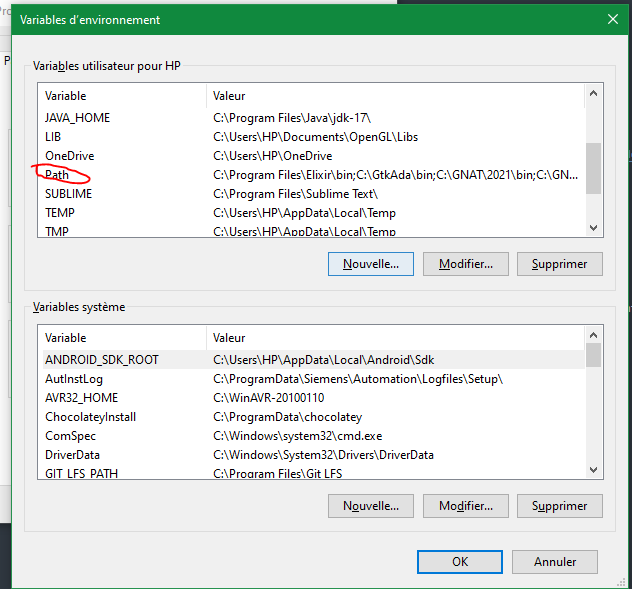 Variables d'environnement
Variables utilisateur pour HP
Variable Valeur
JAVA_HOME C:\Program Files\Java\jdk-17\
LIB C:\Users\HP\Documents\OpenGL\Libs
OneDrive C:\Users\HP\OneDrive
Path C:\Program Files\Elixir\bin;C:\GtkAda\bin;C:\GNAT\2021\bin;C:\GN...
SUBLIME C:\Program Files\Sublime Text\
TEMP C:\Users\HP\AppData\Local\Temp
TMP C:\Users\HP\AppData\Local\Temp
Nouvelle... Modifier... Supprimer
Variables système
Variable Valeur
ANDROID_SDK_ROOT C:\Users\HP\AppData\Local\Android\Sdk
AutInstLog C:\ProgramData\Siemens\Automation\Logfiles\Setup\
AVR32_HOME C:\WinAVR-20100110
ChocolateyInstall C:\ProgramData\chocolatey
ComSpec C:\Windows\system32\cmd.exe
DriverData C:\Windows\System32\Drivers\DriverData
GIT_LFS_PATH C:\Program Files\Git LFS
Nouvelle... Modifier... Supprimer
OK Annuler